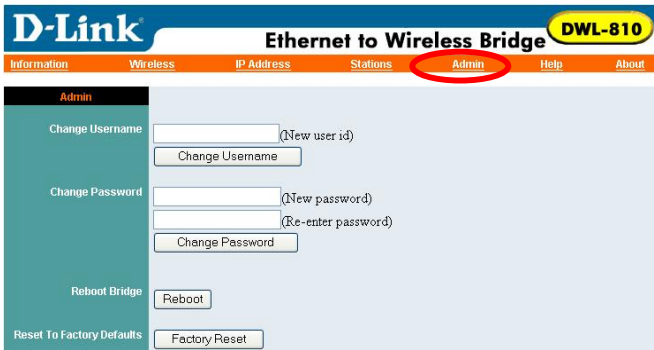 D-Link
Ethernet to Wireless Bridge DWL-810
Information Wireless IP Address Stations Admin Help About
Admin
Change Username (New user id)
Change Username
Change Password (New password)
(Re-enter password)
Change Password
Reboot Bridge Reboot
Reset To Factory Defaults Factory Reset